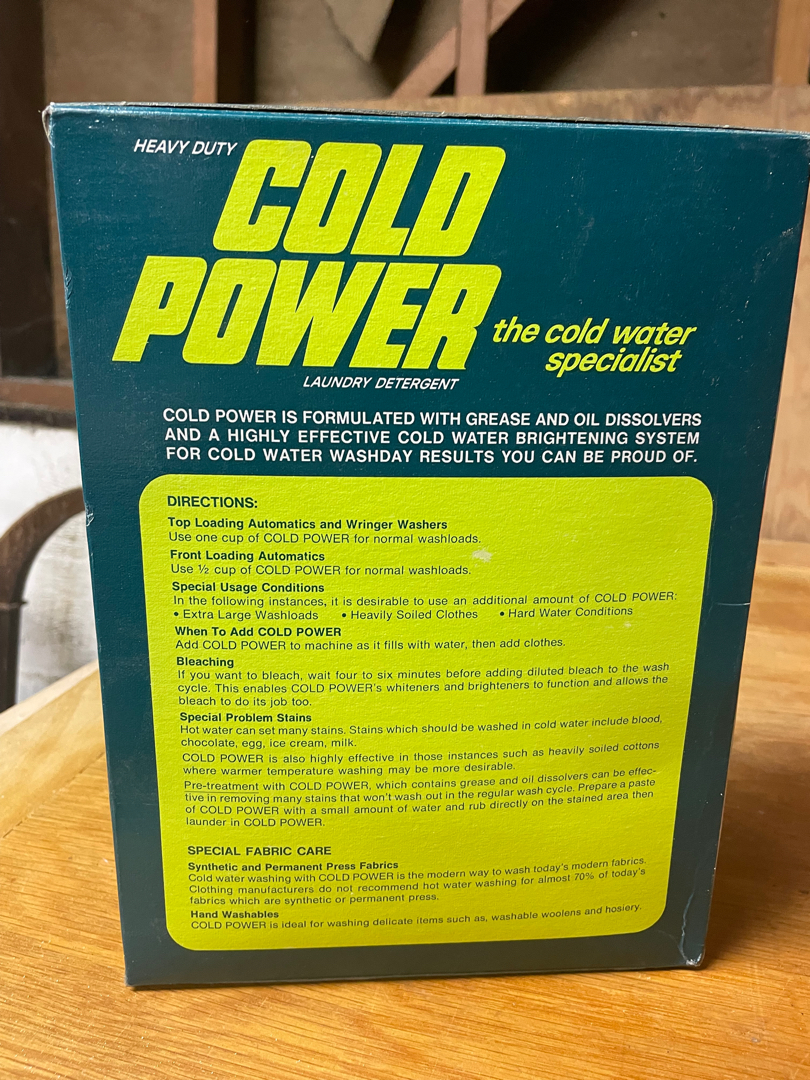 HEAVY DUTY
COLD
POWER
the cold water
specialist
LAUNDRY DETERGENT
COLD POWER IS FORMULATED WITH GREASE AND OIL DISSOLVERS
AND A HIGHLY EFFECTIVE COLD WATER BRIGHTENING SYSTEM
FOR COLD WATER WASHDAY RESULTS YOU CAN BE PROUD OF.
DIRECTIONS:
Top Loading Automatics and Wringer Washers
Use one cup of COLD POWER for normal washloads.
Front Loading Automatics
Use ½ cup of COLD POWER for normal washloads.
Special Usage Conditions
In the following instances, it is desirable to use an additional amount of COLD POWER:
• Extra Large Washloads • Heavily Soiled Clothes • Hard Water Conditions
When To Add COLD POWER
Add COLD POWER to machine as it fills with water, then add clothes.
Bleaching
If you want to bleach, wait four to six minutes before adding diluted bleach to the wash
cycle. This enables COLD POWER's whiteners and brighteners to function and allows the
bleach to do its job too.
Special Problem Stains
Hot water can set many stains. Stains which should be washed in cold water include blood,
chocolate, egg, ice cream, milk.
COLD POWER is also highly effective in those instances such as heavily soiled cottons
where warmer temperature washing may be more desirable.
Pre-treatment with COLD POWER, which contains grease and oil dissolvers can be effec-
tive in removing many stains that won't wash out in the regular wash cycle. Prepare a paste
of COLD POWER with a small amount of water and rub directly on the stained area then
launder in COLD POWER.
SPECIAL FABRIC CARE
Synthetic and Permanent Press Fabrics
Cold water washing with COLD POWER is the modern way to wash today's modern fabrics.
Clothing manufacturers do not recommend hot water washing for almost 70% of today's
fabrics which are synthetic or permanent press.
Hand Washables
COLD POWER is ideal for washing delicate items such as, washable woolens and hosiery.